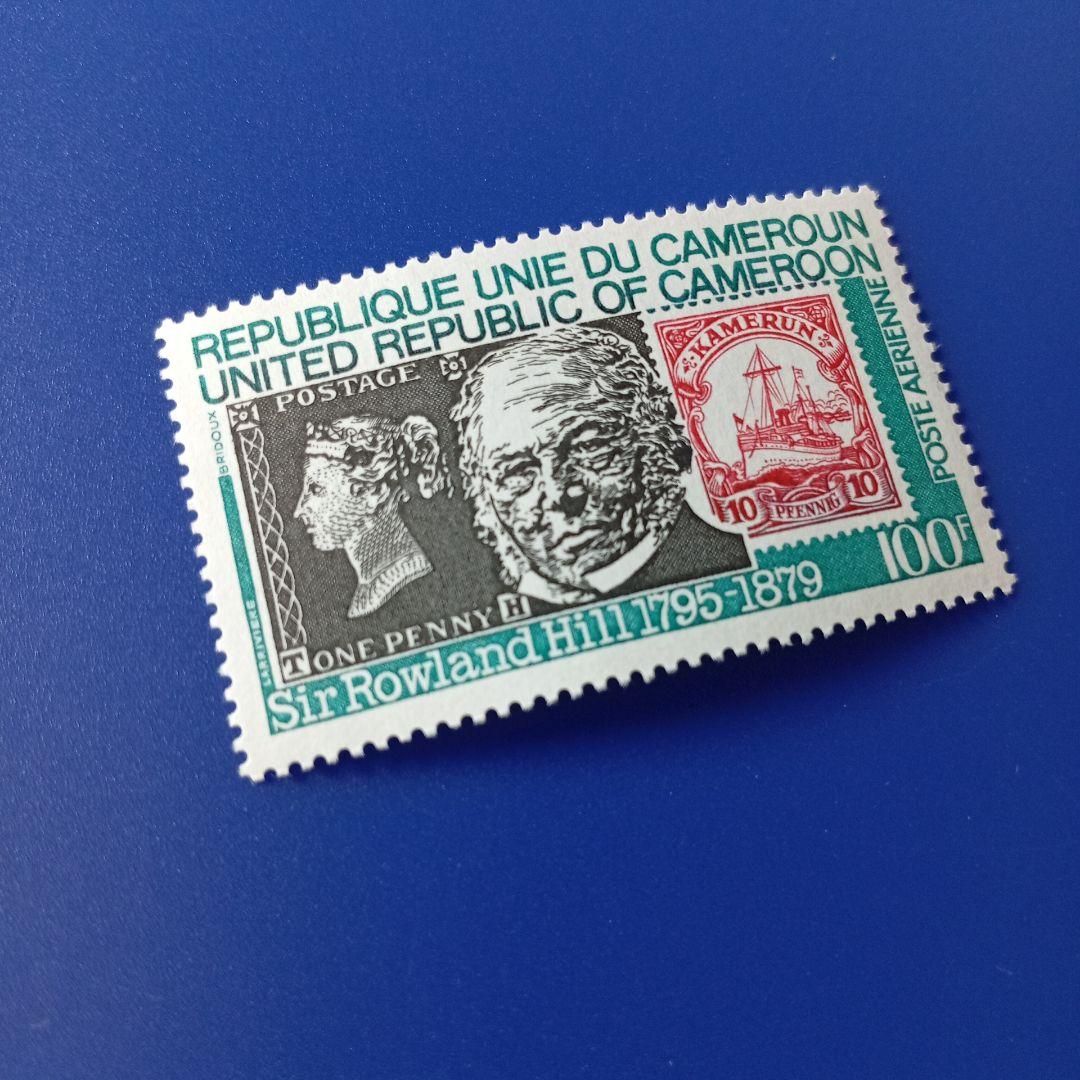 REPUBLIQUE UNIE DU CAMEROUN
UNITED REPUBLIC OF CAMEROON
POSTAGE
ONE PENNY
T
H
KAMERUN
10
PFENNIG
10
POSTE AERIENNE
100F
Sir Rowland Hill 1795-1879
BRIDOUX
LARRIVIERE